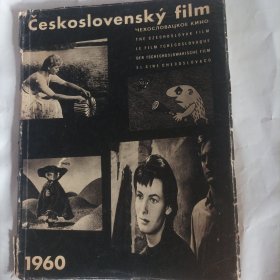 Československý film
ЧЕХОСЛОВАЦКОЕ КИНО
THE CZECHOSLOVAK FILM
LE FILM TCHÉCOSLOVAQUE
DER TSCHECHOSLOWAKISCHE FILM
EL CINE CHECOSLOVACO
1960